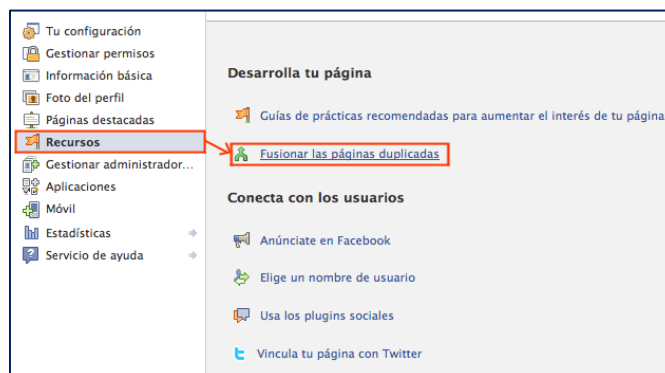 Tu configuración
Gestionar permisos
Información básica
Foto del perfil
Páginas destacadas
Recursos
Gestionar administrador...
Aplicaciones
Móvil
Estadísticas
Servicio de ayuda
Desarrolla tu página
Guías de prácticas recomendadas para aumentar el interés de tu página
Fusionar las páginas duplicadas
Conecta con los usuarios
Anúnciate en Facebook
Elige un nombre de usuario
Usa los plugins sociales
Vincula tu página con Twitter